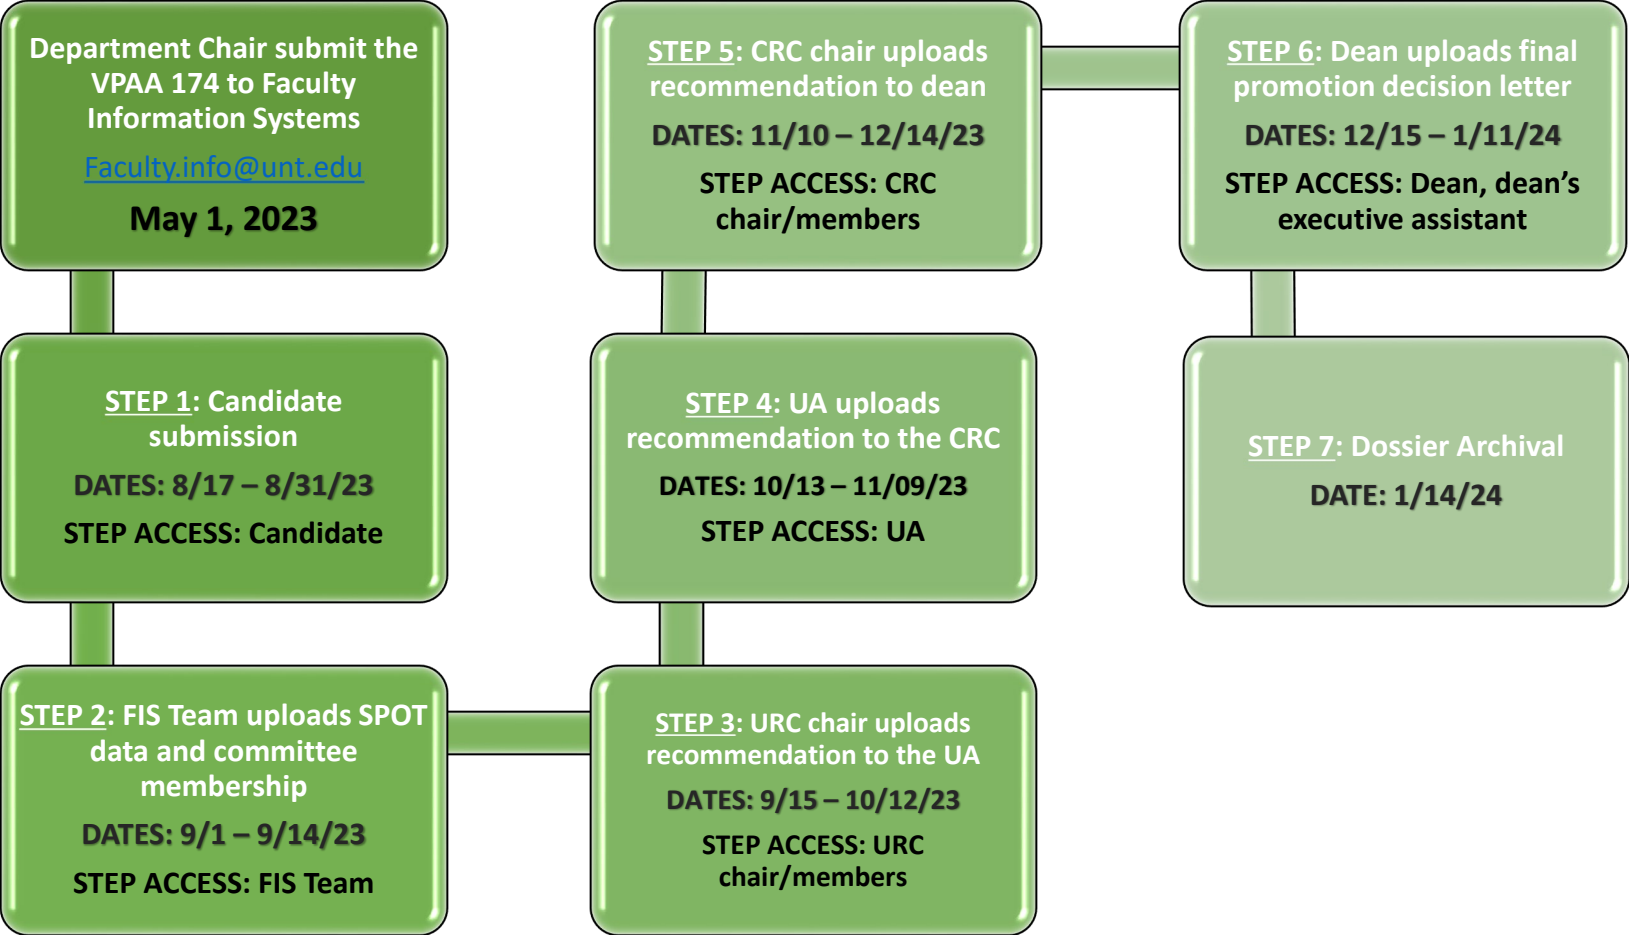 Department Chair submit the
VPAA 174 to Faculty
Information Systems
Faculty.info@unt.edu
May 1, 2023
STEP 1: Candidate
submission
DATES: 8/17 – 8/31/23
STEP ACCESS: Candidate
STEP 2: FIS Team uploads SPOT
data and committee
membership
DATES: 9/1 – 9/14/23
STEP ACCESS: FIS Team
STEP 3: URC chair uploads
recommendation to the UA
DATES: 9/15 – 10/12/23
STEP ACCESS: URC
chair/members
STEP 4: UA uploads
recommendation to the CRC
DATES: 10/13 – 11/09/23
STEP ACCESS: UA
STEP 5: CRC chair uploads
recommendation to dean
DATES: 11/10 – 12/14/23
STEP ACCESS: CRC
chair/members
STEP 6: Dean uploads final
promotion decision letter
DATES: 12/15 – 1/11/24
STEP ACCESS: Dean, dean’s
executive assistant
STEP 7: Dossier Archival
DATE: 1/14/24